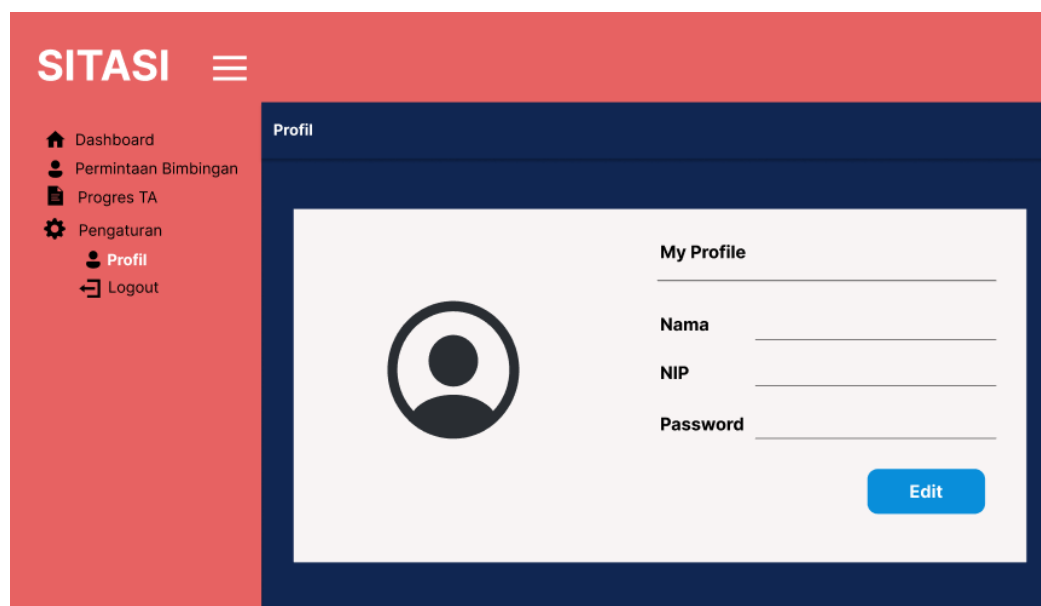 SITASI
Dashboard
Permintaan Bimbingan
Progres TA
Pengaturan
Profil
Logout
Profil
My Profile
Nama
NIP
Password
Edit